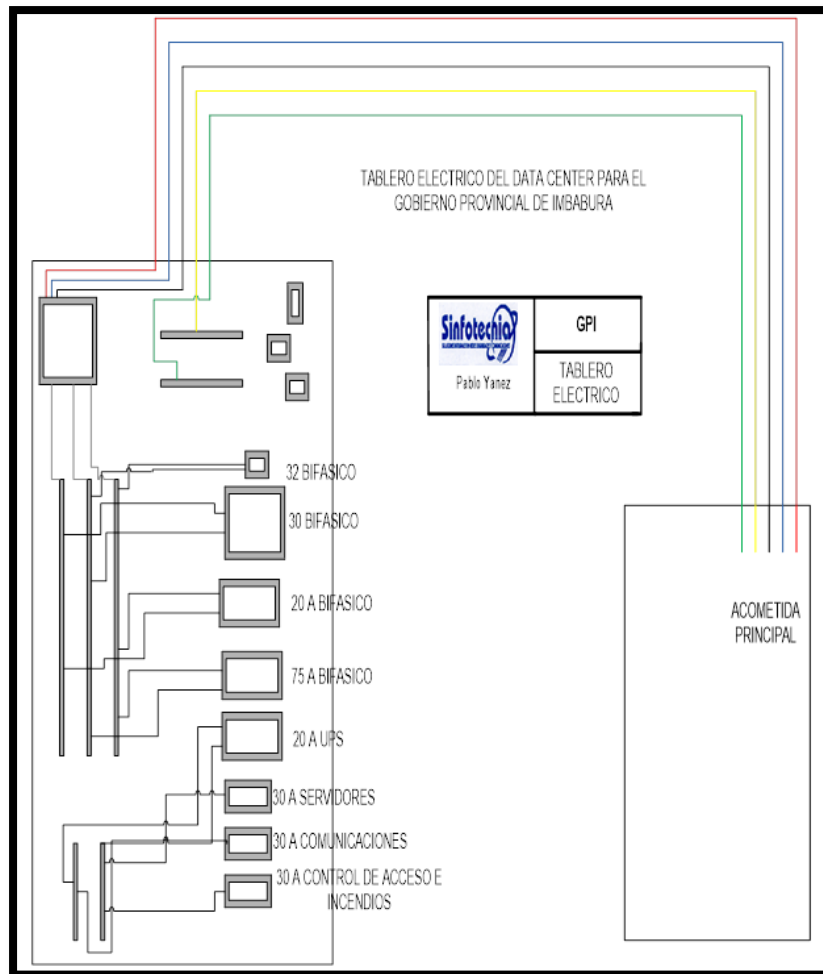 TABLERO ELECTRICO DEL DATA CENTER PARA EL
GOBIERNO PROVINCIAL DE IMBABURA
Sinfotechia
Pablo Yanez
GPI
TABLERO
ELECTRICO
32 BIFASICO
30 BIFASICO
20 A BIFASICO
75 A BIFASICO
20 A UPS
30 A SERVIDORES
30 A COMUNICACIONES
30 A CONTROL DE ACCESO E
INCENDIOS
ACOMETIDA
PRINCIPAL